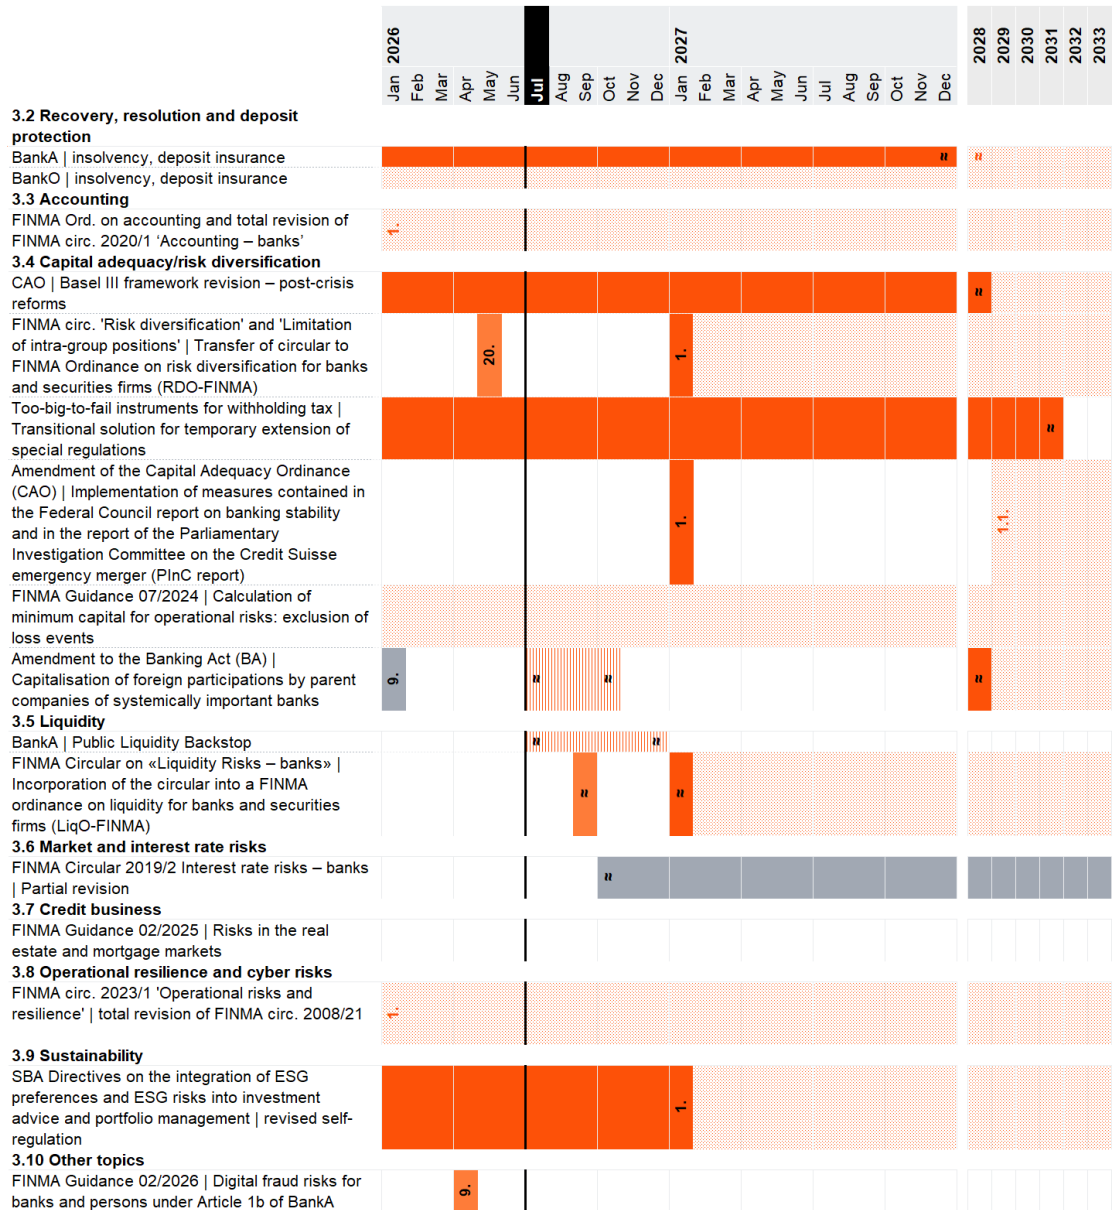 2026
2027
2028
2029
2030
2031
2032
2033
Jan
Feb
Mar
Apr
May
Jun
Jul
Aug
Sep
Oct
Nov
Dec
Jan
Feb
Mar
Apr
May
Jun
Jul
Aug
Sep
Oct
Nov
Dec
3.2 Recovery, resolution and deposit
protection
BankA | insolvency, deposit insurance
≈
≈
BankO | insolvency, deposit insurance
3.3 Accounting
FINMA Ord. on accounting and total revision of
FINMA circ. 2020/1 ‘Accounting – banks’
1.
3.4 Capital adequacy/risk diversification
CAO | Basel III framework revision – post-crisis
reforms
≈
FINMA circ. 'Risk diversification' and 'Limitation
of intra-group positions' | Transfer of circular to
FINMA Ordinance on risk diversification for banks
and securities firms (RDO-FINMA)
20.
1.
Too-big-to-fail instruments for withholding tax |
Transitional solution for temporary extension of
special regulations
≈
Amendment of the Capital Adequacy Ordinance
(CAO) | Implementation of measures contained in
the Federal Council report on banking stability
and in the report of the Parliamentary
Investigation Committee on the Credit Suisse
emergency merger (PInC report)
1.
1.1.
FINMA Guidance 07/2024 | Calculation of
minimum capital for operational risks: exclusion of
loss events
Amendment to the Banking Act (BA) |
Capitalisation of foreign participations by parent
companies of systemically important banks
9.
≈
≈
≈
3.5 Liquidity
BankA | Public Liquidity Backstop
≈
≈
FINMA Circular on «Liquidity Risks – banks» |
Incorporation of the circular into a FINMA
ordinance on liquidity for banks and securities
firms (LiqO-FINMA)
≈
≈
3.6 Market and interest rate risks
FINMA Circular 2019/2 Interest rate risks – banks
| Partial revision
≈
3.7 Credit business
FINMA Guidance 02/2025 | Risks in the real
estate and mortgage markets
3.8 Operational resilience and cyber risks
FINMA circ. 2023/1 'Operational risks and
resilience' | total revision of FINMA circ. 2008/21
1.
3.9 Sustainability
SBA Directives on the integration of ESG
preferences and ESG risks into investment
advice and portfolio management | revised self-
regulation
1.
3.10 Other topics
FINMA Guidance 02/2026 | Digital fraud risks for
banks and persons under Article 1b of BankA
9.